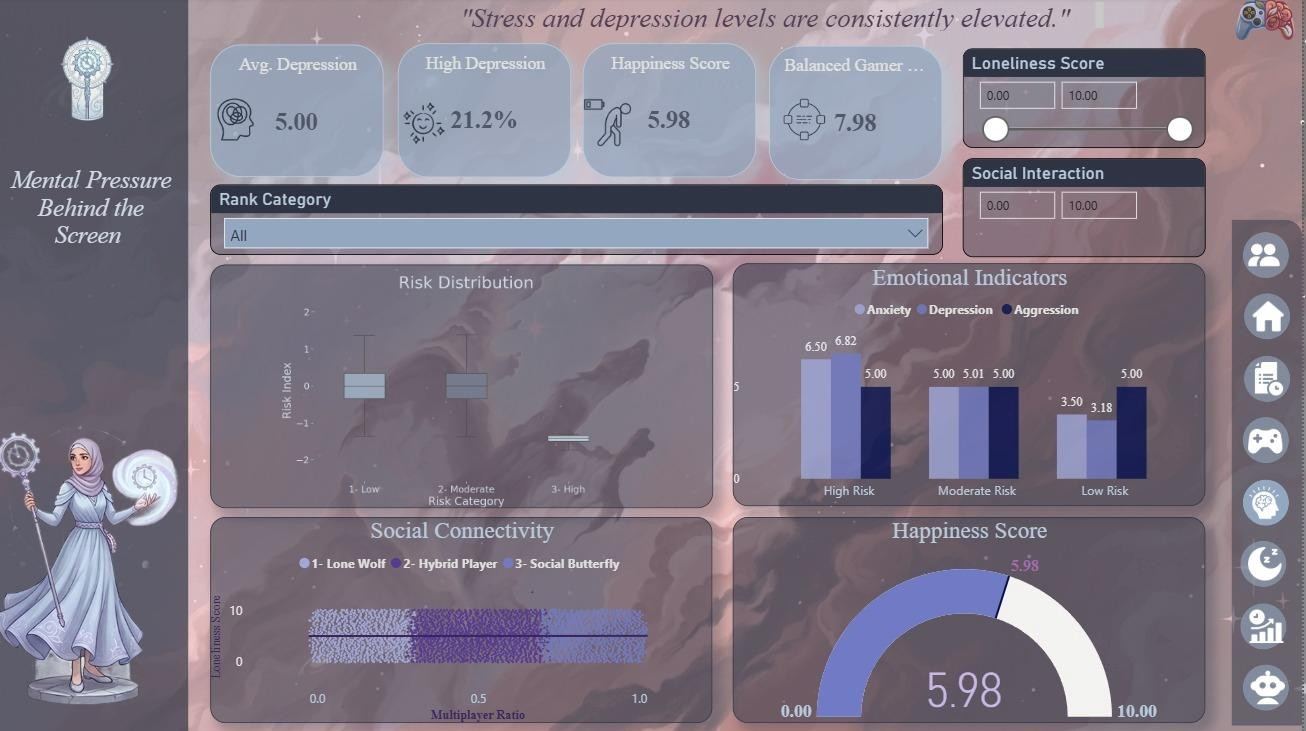 "Stress and depression levels are consistently elevated."
Mental Pressure
Behind the
Screen
Avg. Depression
5.00
High Depression
21.2%
Happiness Score
5.98
Balanced Gamer …
7.98
Loneliness Score
0.00 10.00
Social Interaction
0.00 10.00
Rank Category
All
Risk Distribution
2
1
0
−1
−2
Risk Index
1- Low 2- Moderate 3- High
Risk Category
Emotional Indicators
Anxiety Depression Aggression
6.50 6.82 5.00
5.00 5.01 5.00
3.50 3.18 5.00
5
0
High Risk Moderate Risk Low Risk
Social Connectivity
1- Lone Wolf 2- Hybrid Player 3- Social Butterfly
Loneliness Score
10
0
0.0 0.5 1.0
Multiplayer Ratio
Happiness Score
5.98
5.98
0.00 10.00